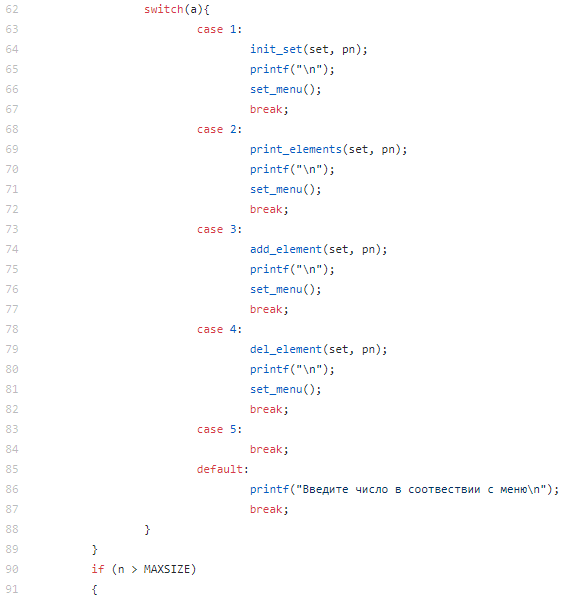 62 switch(a){
63 case 1:
64 init_set(set, pn);
65 printf("\n");
66 set_menu();
67 break;
68 case 2:
69 print_elements(set, pn);
70 printf("\n");
71 set_menu();
72 break;
73 case 3:
74 add_element(set, pn);
75 printf("\n");
76 set_menu();
77 break;
78 case 4:
79 del_element(set, pn);
80 printf("\n");
81 set_menu();
82 break;
83 case 5:
84 break;
85 default:
86 printf("Введите число в соотвествии с меню\n");
87 break;
88 }
89 }
90 if (n > MAXSIZE)
91 {